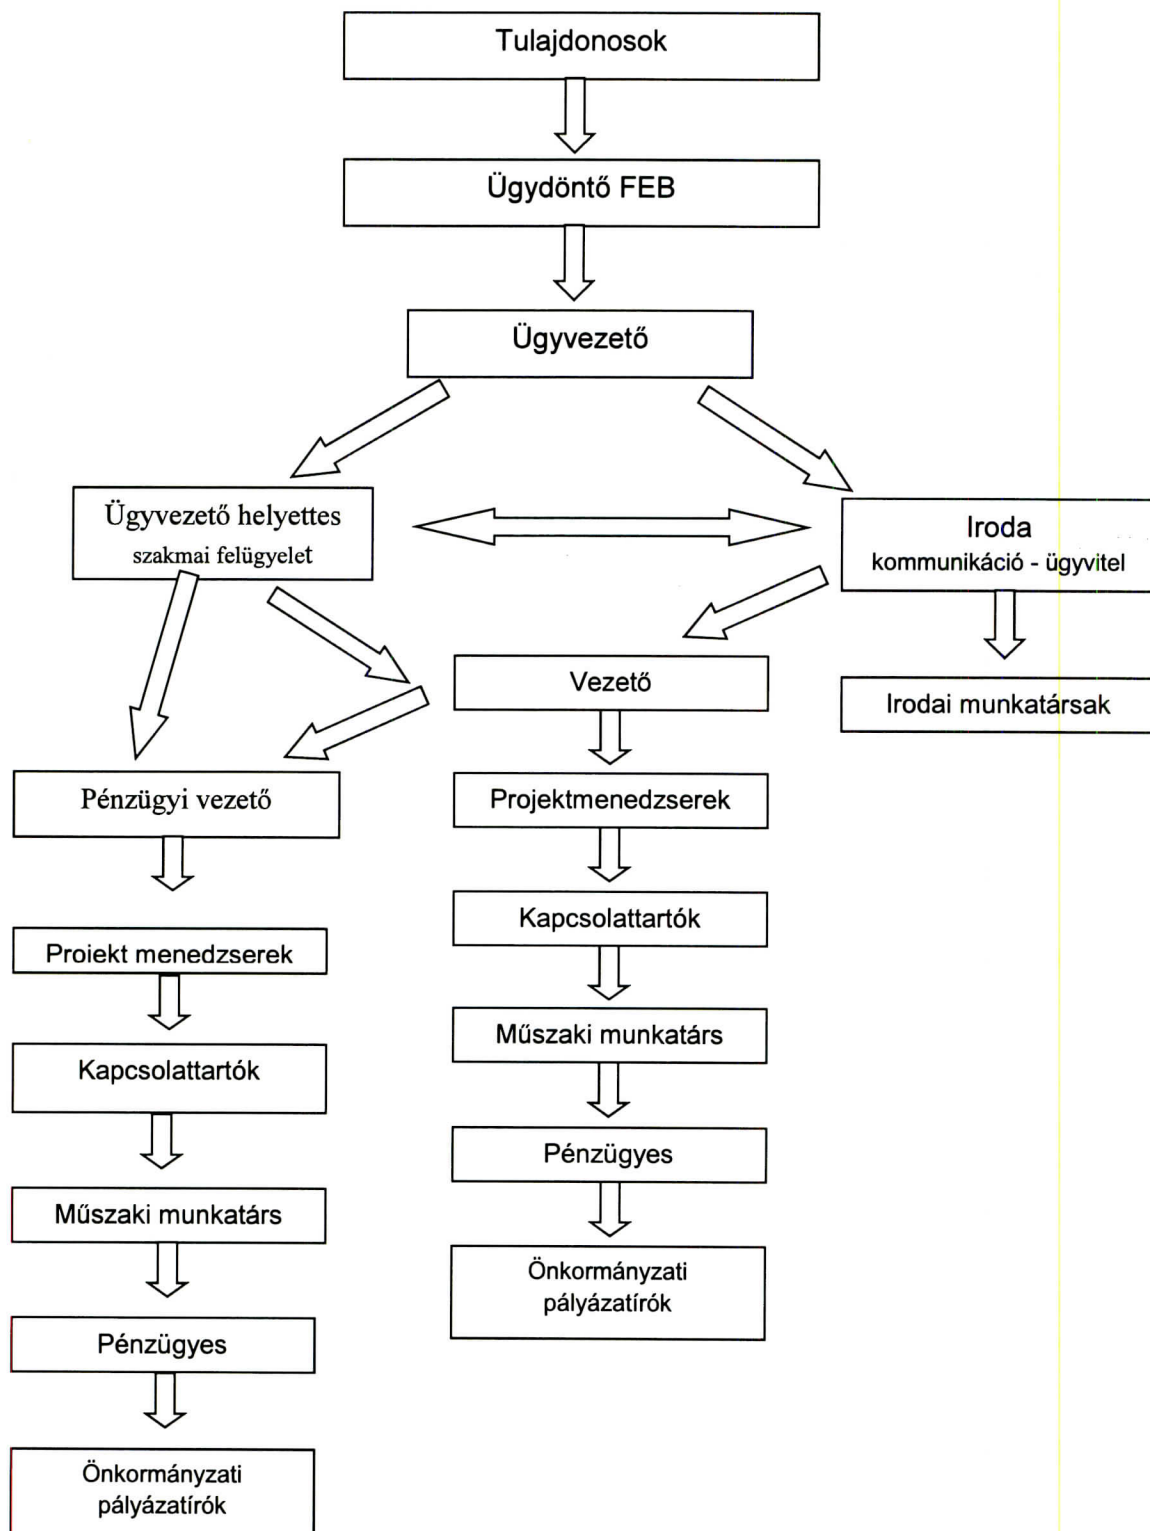 Tulajdonosok
Ügydöntő FEB
Ügyvezető
Ügyvezető helyettes
szakmai felügyelet
Iroda
kommunikáció - ügyvitel
Vezető
Irodai munkatársak
Pénzügyi vezető
Projektmenedzserek
Kapcsolattartók
Műszaki munkatárs
Pénzügyes
Önkormányzati
pályázatírók
Proiekt menedzserek
Kapcsolattartók
Műszaki munkatárs
Pénzügyes
Önkormányzati
pályázatírók